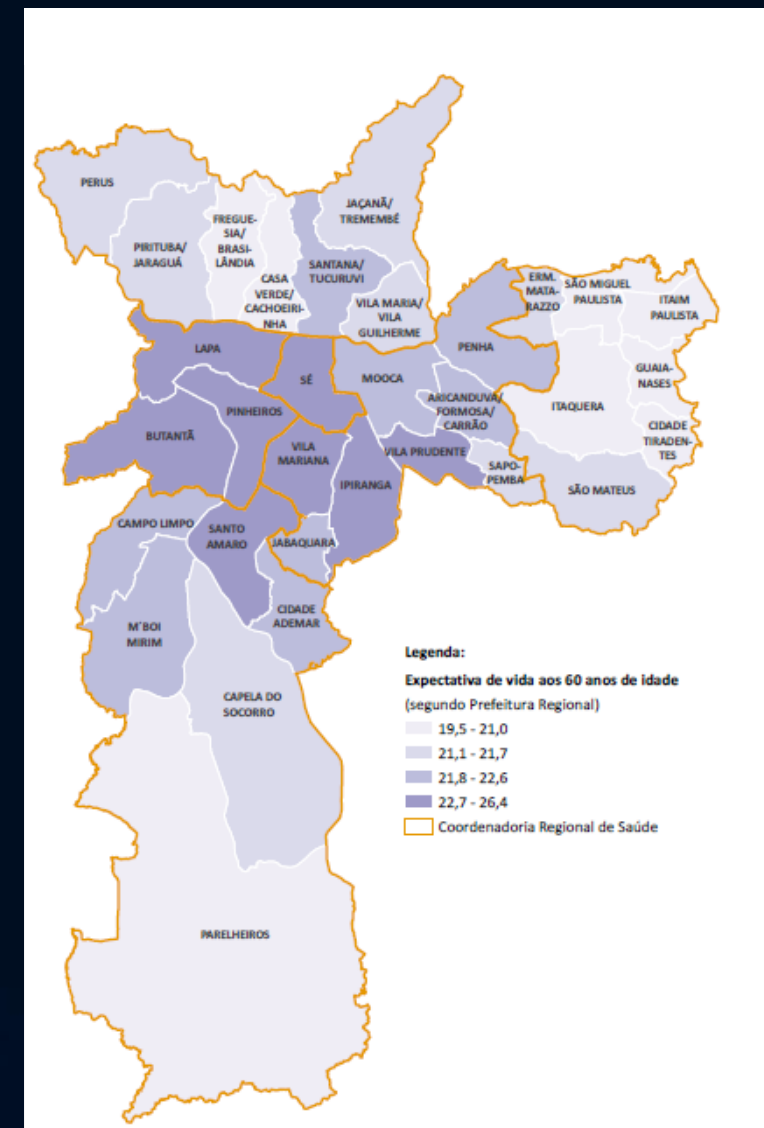 PERUS
JAÇANÃ/
TREMEMBÉ
FREGUE-
SIA/
BRASI-
LÂNDIA
PIRITUBA/
JARAGUÁ
SANTANA/
TUCURUVI
CASA
VERDE/
CACHOEIRI-
NHA
VILA MARIA/
VILA
GUILHERME
ERM.
MATA-
RAZZO
SÃO MIGUEL
PAULISTA
ITAIM
PAULISTA
LAPA
SÉ
MOOCA
PENHA
GUAIA-
NASES
PINHEIROS
ARICANDUVA/
FORMOSA/
CARRÃO
ITAQUERA
BUTANTÃ
VILA
MARIANA
VILA PRUDENTE
CIDADE
TIRADEN-
TES
IPIRANGA
SAPO-
PEMBA
SÃO MATEUS
CAMPO LIMPO
SANTO
AMARO
JABAQUARA
CIDADE
ADEMAR
M'BOI
MIRIM
CAPELA DO
SOCORRO
PARELHEIROS
Legenda:
Expectativa de vida aos 60 anos de idade
(segundo Prefeitura Regional)
19,5 - 21,0
21,1 - 21,7
21,8 - 22,6
22,7 - 26,4
Coordenadoria Regional de Saúde